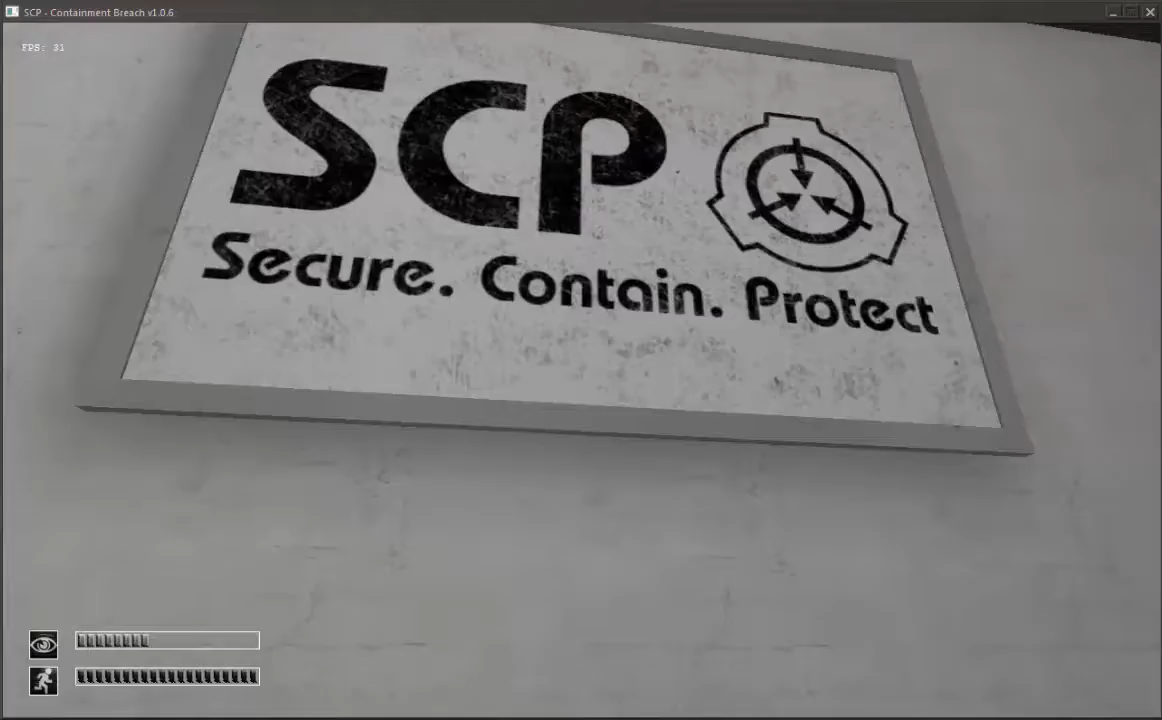 SCP - Containment Breach v1.0.6
FPS: 31
SCP
Secure. Contain. Protect